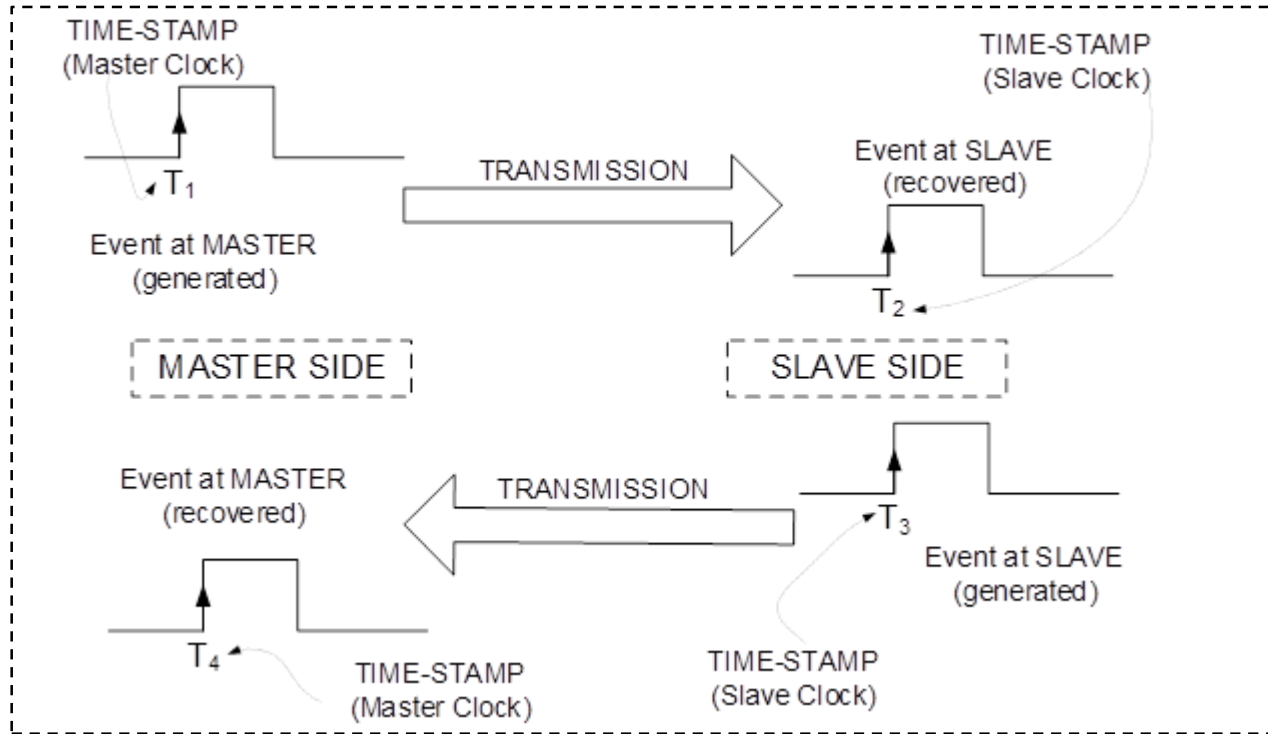 TIME-STAMP
(Master Clock)
T1
Event at MASTER
(generated)
TRANSMISSION
TIME-STAMP
(Slave Clock)
Event at SLAVE
(recovered)
T2
MASTER SIDE
SLAVE SIDE
Event at MASTER
(recovered)
T4
TIME-STAMP
(Master Clock)
TRANSMISSION
T3
Event at SLAVE
(generated)
TIME-STAMP
(Slave Clock)